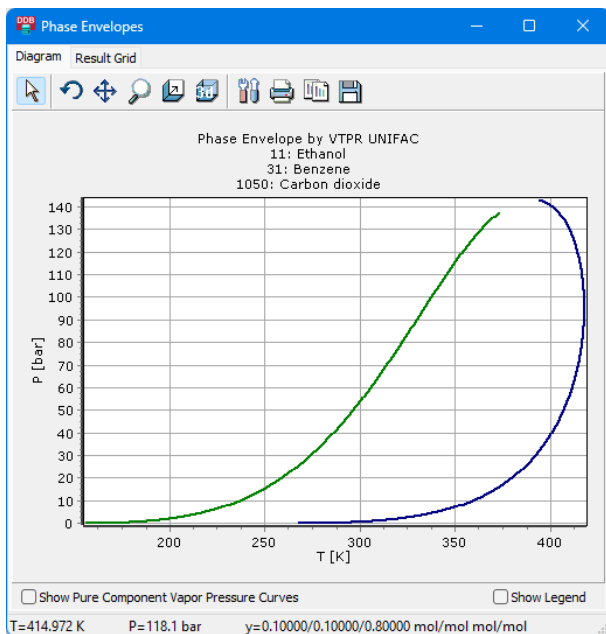 DDB Phase Envelopes
Diagram Result Grid
3d
Phase Envelope by VTPR UNIFAC
11: Ethanol
31: Benzene
1050: Carbon dioxide
140
130
120
110
100
90
80
70
60
50
40
30
20
10
0
P [bar]
200 250 300 350 400
T [K]
Show Pure Component Vapor Pressure Curves Show Legend
T=414.972 K P=118.1 bar y=0.10000/0.10000/0.80000 mol/mol mol/mol